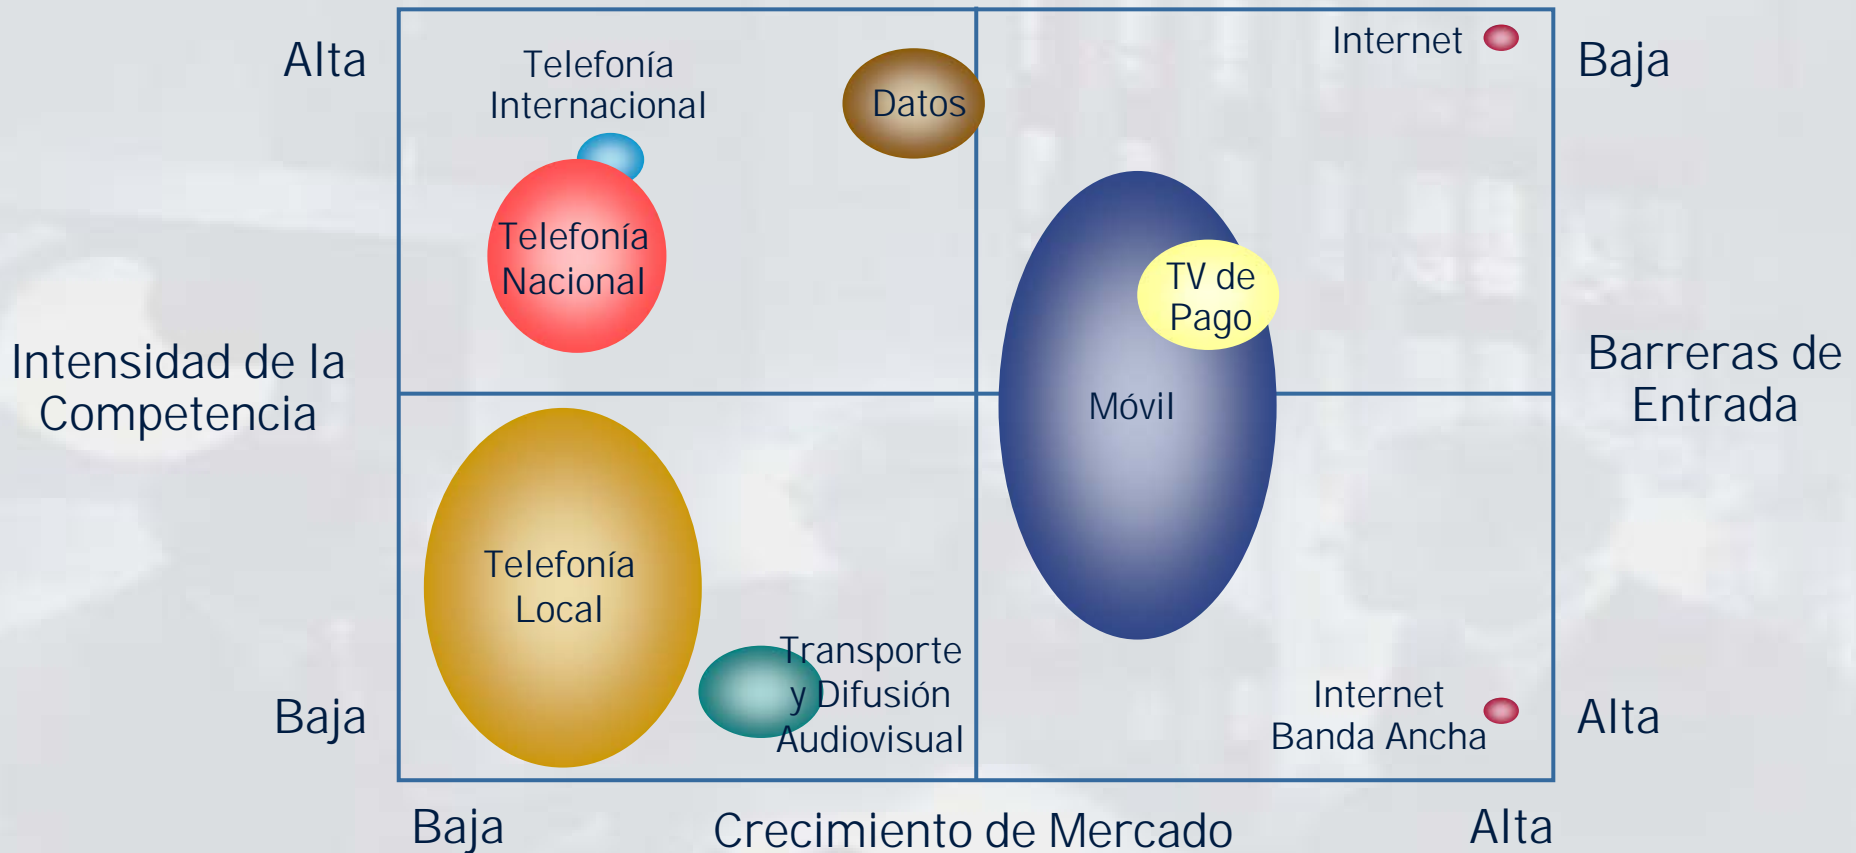 Alta
Telefonía
Internacional
Datos
Internet
Baja
Telefonía
Nacional
TV de
Pago
Intensidad de la
Competencia
Móvil
Barreras de
Entrada
Telefonía
Local
Transporte
y Difusión
Audiovisual
Internet
Banda Ancha
Baja
Alta
Baja
Crecimiento de Mercado
Alta